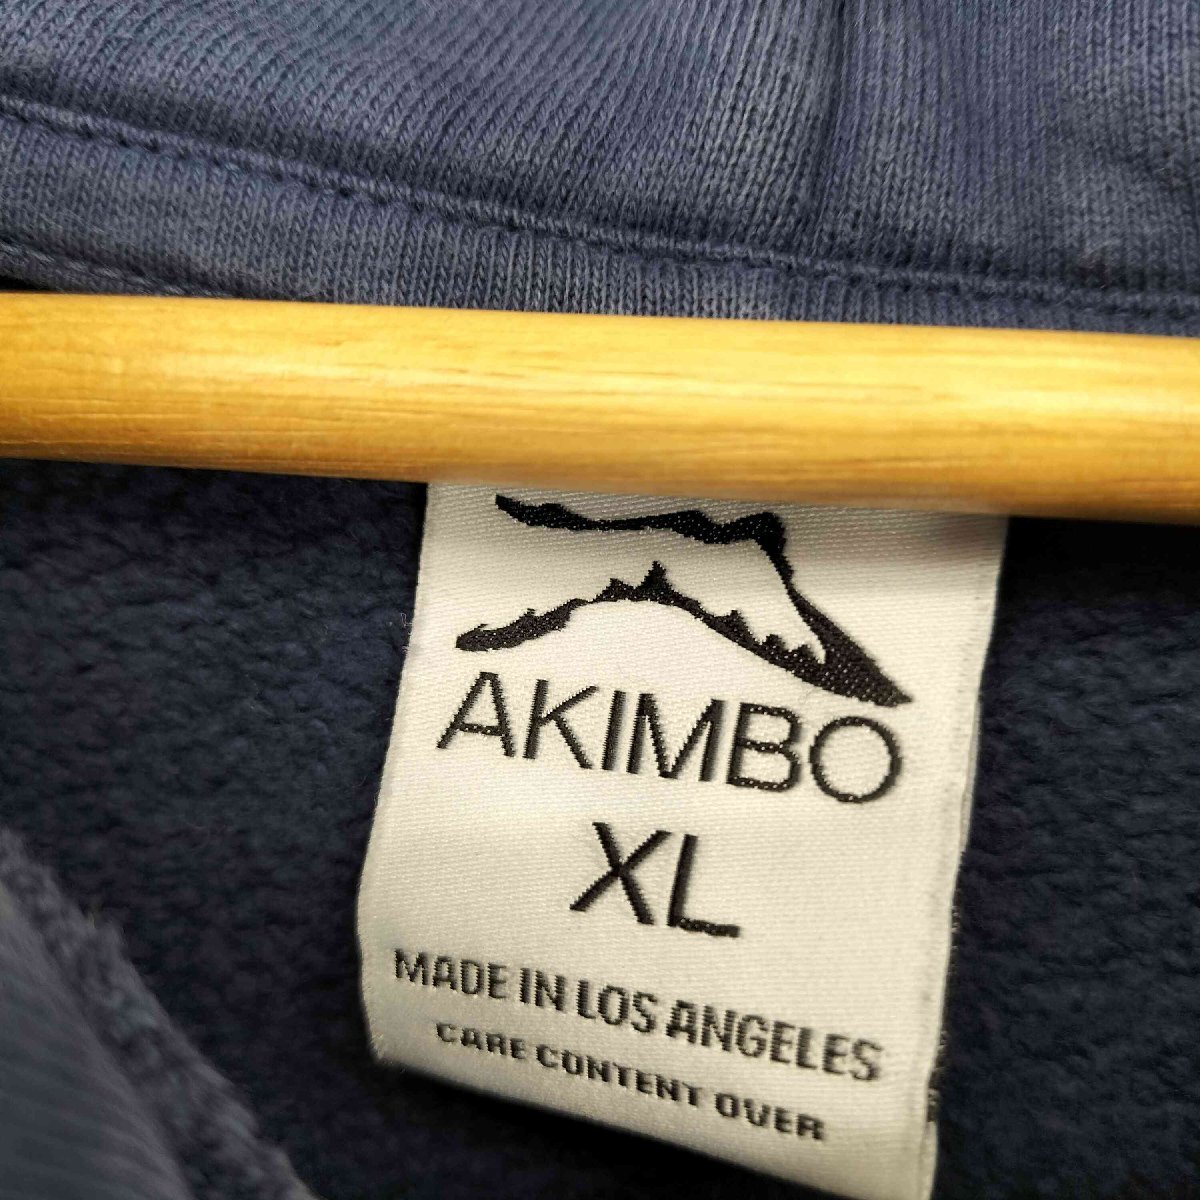 AKIMBO
XL
MADE IN LOS ANGELES
CARE CONTENT OVER